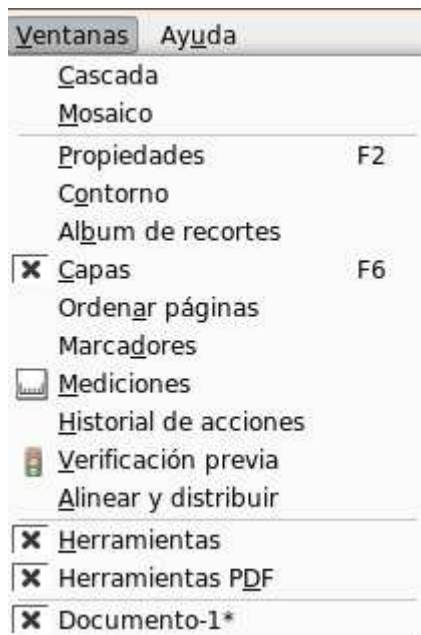 Ventanas Ayuda
Cascada
Mosaico
Propiedades F2
Contorno
Album de recortes
Capas F6
Ordenar páginas
Marcadores
Mediciones
Historial de acciones
Verificación previa
Alinear y distribuir
Herramientas
Herramientas PDF
Documento-1*